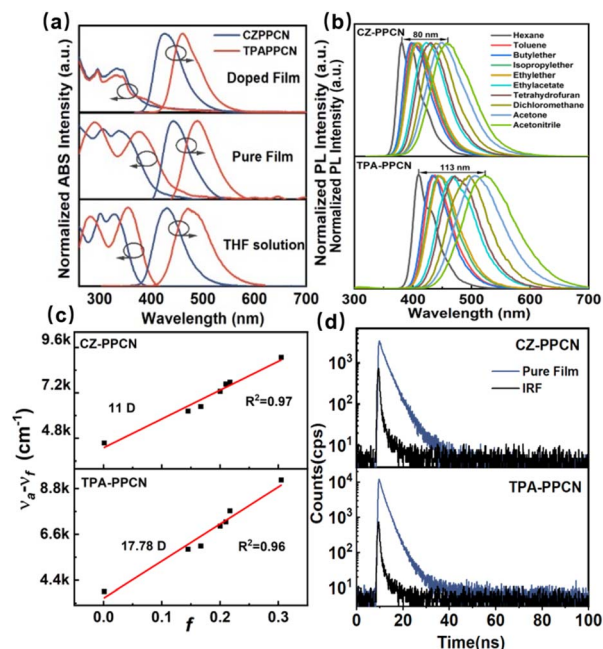 (a)
CZPPCN
TPAPPCN
Doped Film
Pure Film
THF solution
Normalized ABS Intensity (a.u.)
Normalized PL Intensity (a.u.)
300 400 500 600 700
Wavelength (nm)
(b)
CZ-PPCN
80 nm
Hexane
Toluene
Butylether
Isopropylether
Ethylether
Ethylacetate
Tetrahydrofuran
Dichloromethane
Acetone
Acetonitrile
TPA-PPCN
113 nm
Normalized PL Intensity (a.u.)
300 400 500 600 700
Wavelength (nm)
(c)
CZ-PPCN
9.6k
7.2k
4.8k
11 D
R²=0.97
TPA-PPCN
8.8k
6.6k
4.4k
17.78 D
R²=0.96
νa-νf (cm⁻¹)
0.0 0.1 0.2 0.3
f
(d)
CZ-PPCN
Pure Film
IRF
10³
10²
10¹
TPA-PPCN
10⁴
10³
10²
10¹
Counts(cps)
0 20 40 60 80 100
Time(ns)